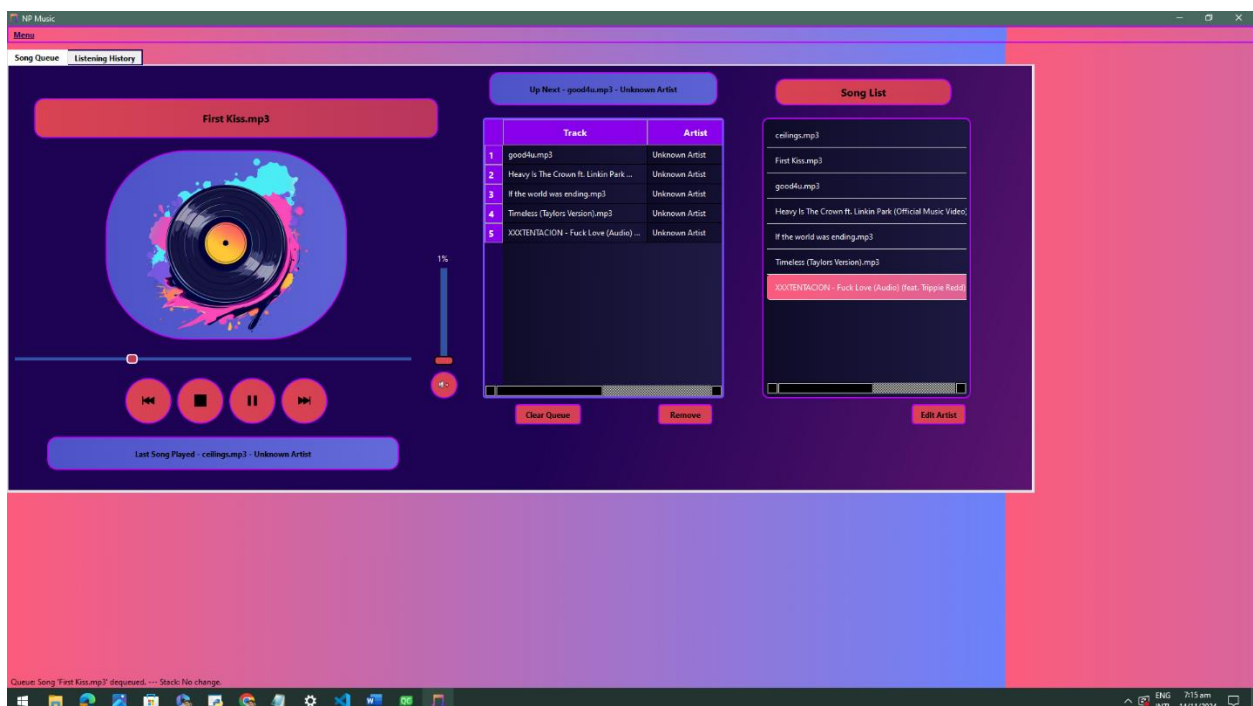 NP Music
Menu
Song Queue
Listening History
First Kiss.mp3
1%
Last Song Played - ceilings.mp3 - Unknown Artist
Up Next - good4u.mp3 - Unknown Artist
Track Artist
1 good4u.mp3 Unknown Artist
2 Heavy Is The Crown ft. Linkin Park ... Unknown Artist
3 If the world was ending.mp3 Unknown Artist
4 Timeless (Taylors Version).mp3 Unknown Artist
5 XXXTENTACION - Fuck Love (Audio) ... Unknown Artist
Clear Queue
Remove
Song List
ceilings.mp3
First Kiss.mp3
good4u.mp3
Heavy Is The Crown ft. Linkin Park (Official Music Video)
If the world was ending.mp3
Timeless (Taylors Version).mp3
XXXTENTACION - Fuck Love (Audio) (feat. Trippie Redd)
Edit Artist
Queue: Song 'First Kiss.mp3' dequeued. --- Stack: No change.
ENG 7:15 am
INTL 14/11/2024